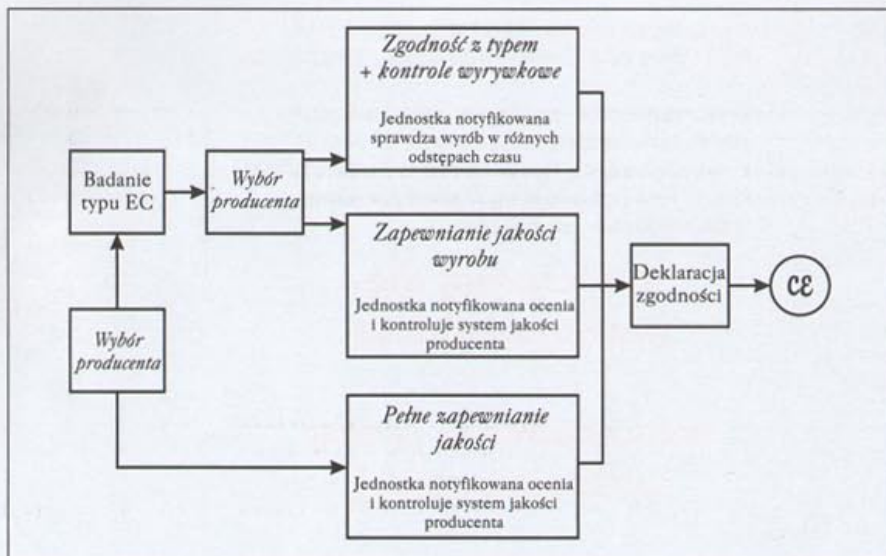 Zgodność z typem
+ kontrole wyrywkowe
Jednostka notyfikowana
sprawdza wyrób w różnych
odstępach czasu
Badanie
typu EC
Wybór
producenta
Zapewnianie jakości
wyrobu
Jednostka notyfikowana ocenia
i kontroluje system jakości
producenta
Deklaracja
zgodności
CE
Wybór
producenta
Pełne zapewnianie
jakości
Jednostka notyfikowana ocenia
i kontroluje system jakości
producenta